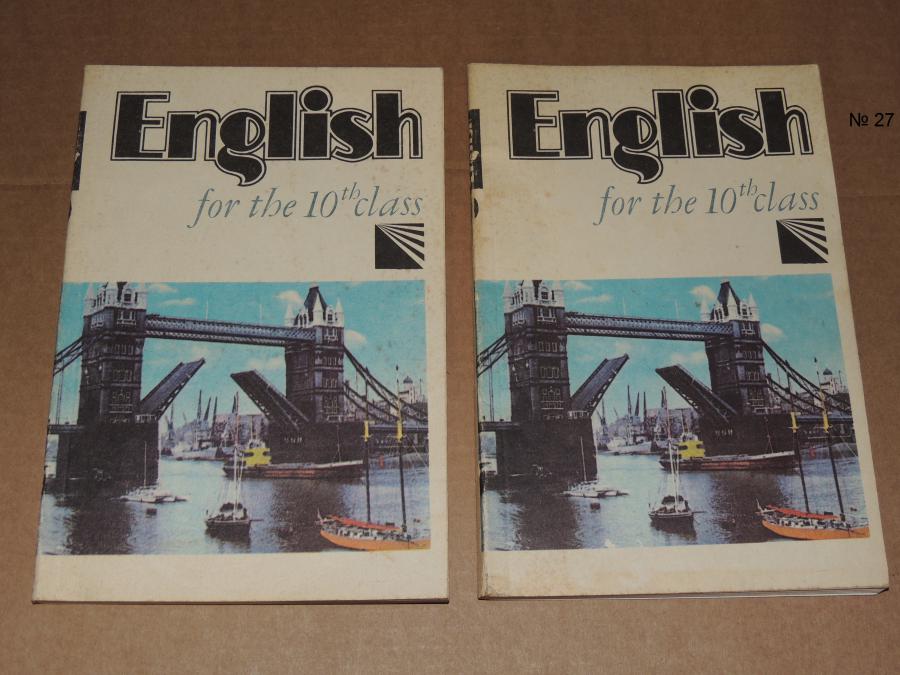 English
for the 10th class
English
for the 10th class
№ 27